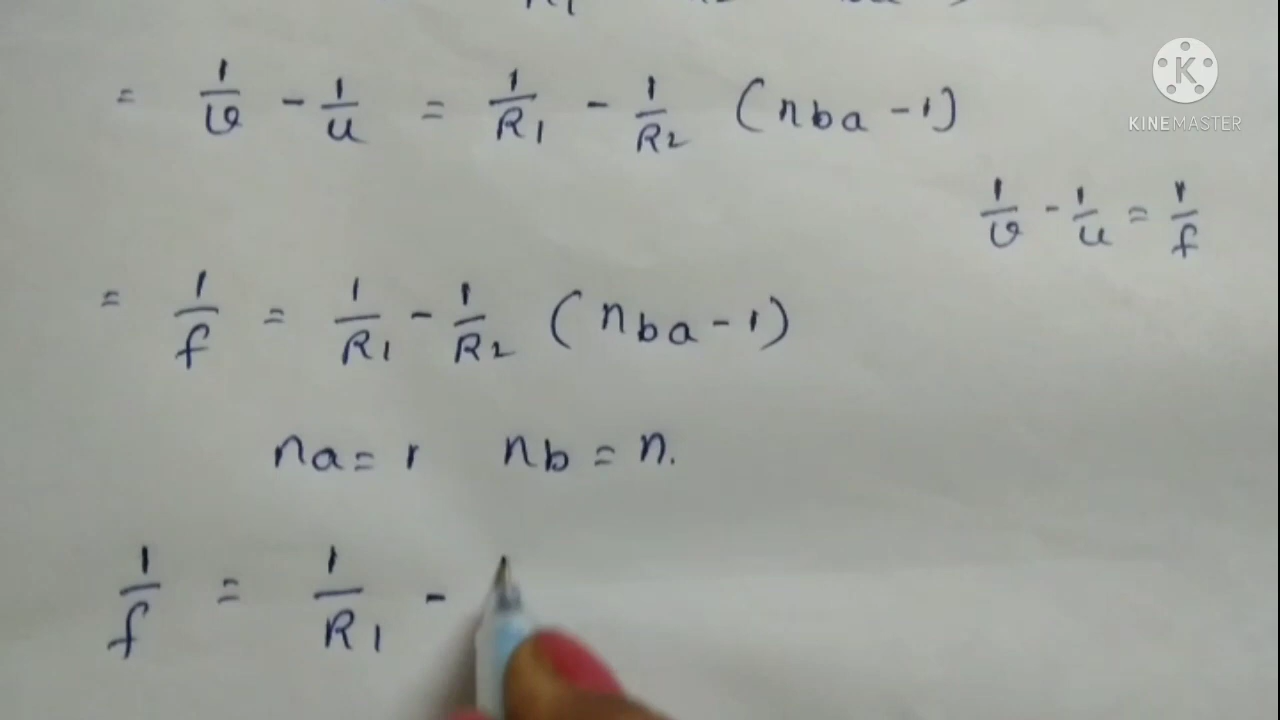 = 1/v - 1/u = 1/R1 - 1/R2 (nba - 1)
KINEMASTER
1/v - 1/u = 1/f
= 1/f = 1/R1 - 1/R2 (nba - 1)
na = 1 nb = n.
1/f = 1/R1 -